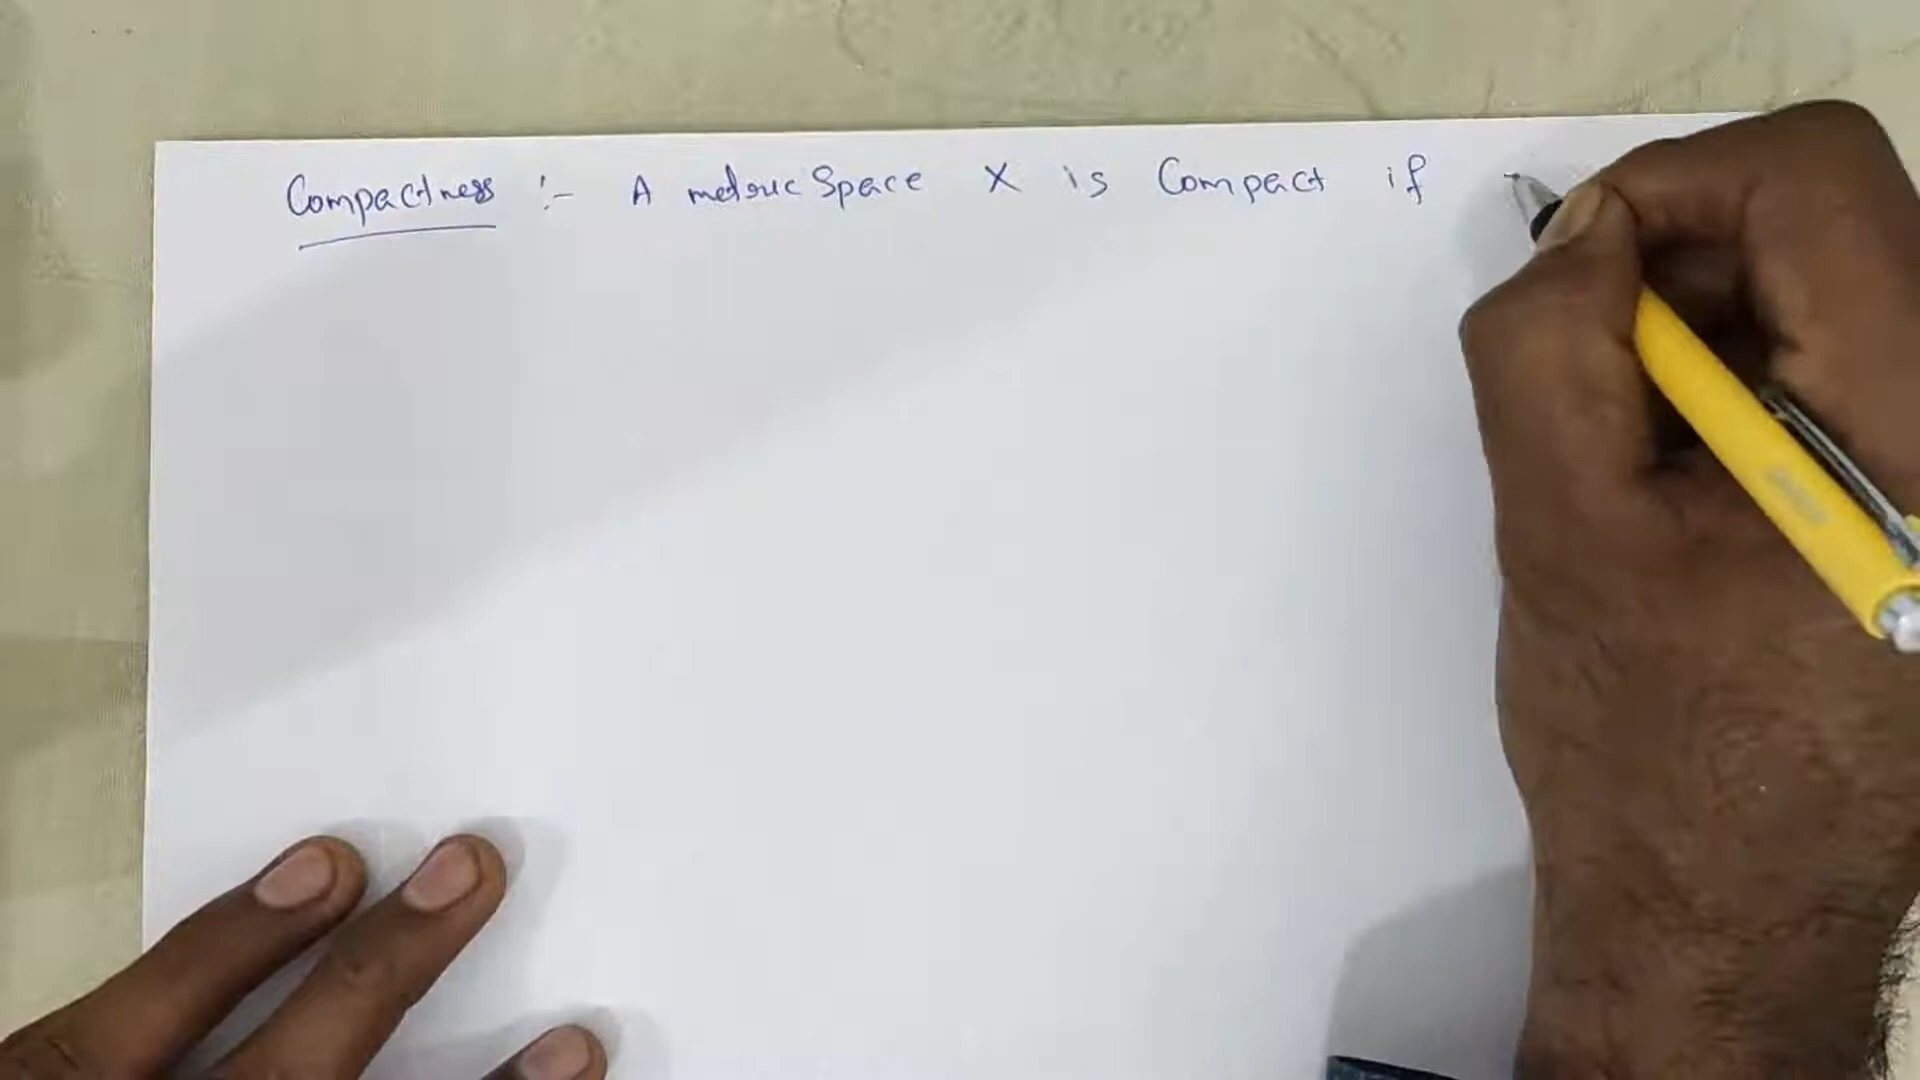 Compactness :- A metric Space X is Compact if